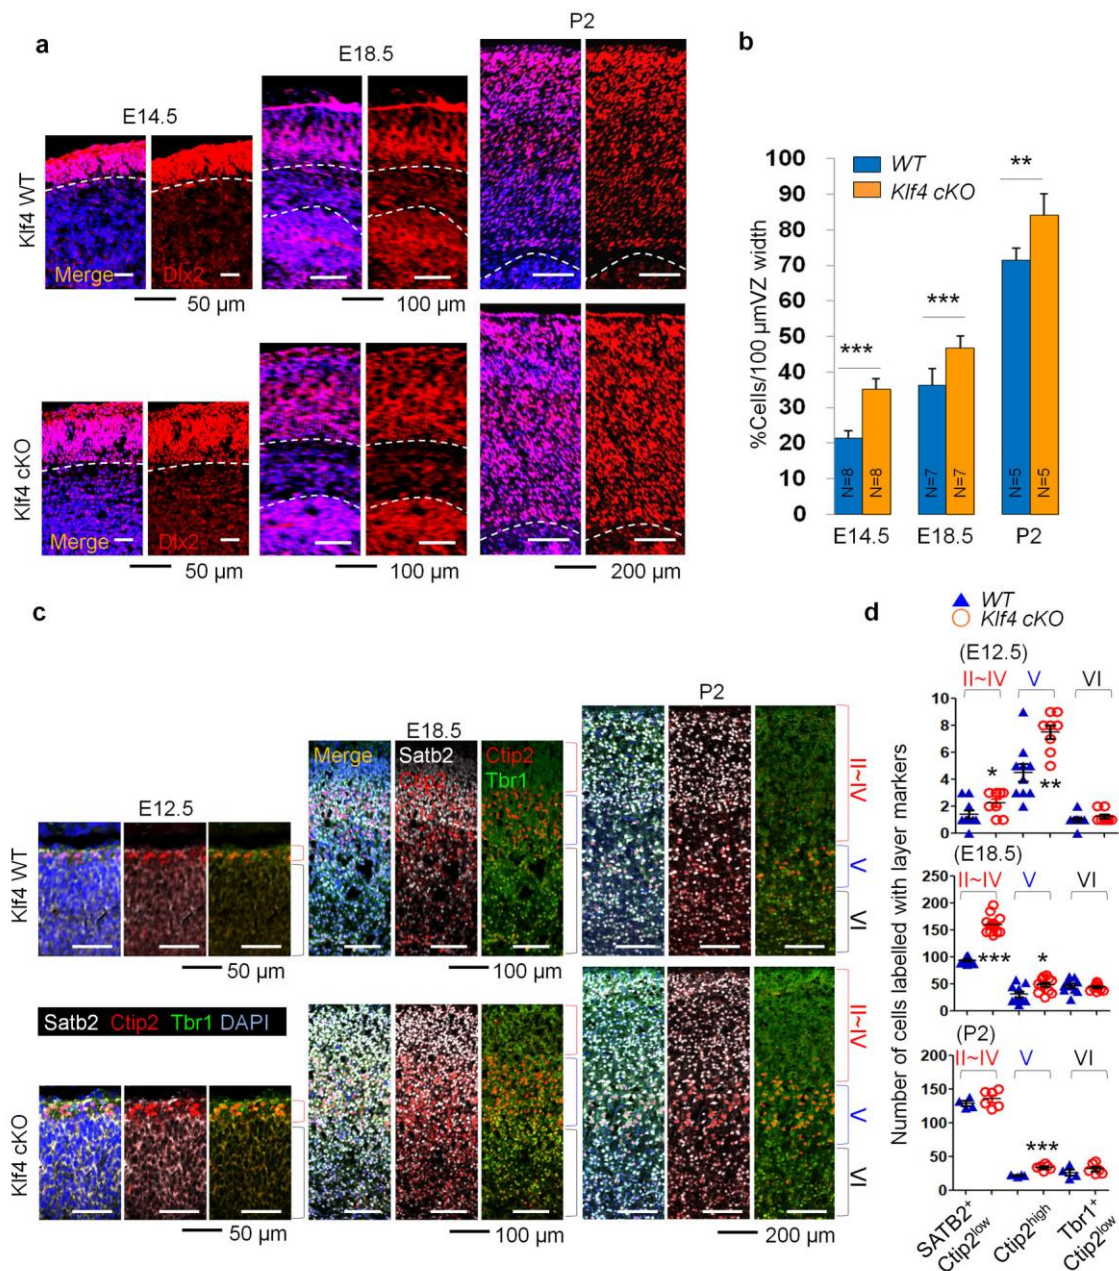 a
E14.5
E18.5
P2
Klf4 WT
Merge
Dlx2
50 µm
100 µm
Klf4 cKO
Merge
Dlx2
50 µm
100 µm
200 µm
b
WT
Klf4 cKO
%Cells/100 µmVZ width
100
90
80
70
60
50
40
30
20
10
0
***
***
**
N=8
N=8
N=7
N=7
N=5
N=5
E14.5
E18.5
P2
c
E12.5
E18.5
P2
Klf4 WT
Merge
Satb2
Ctip2
Ctip2
Tbr1
II~IV
V
VI
50 µm
100 µm
Satb2 Ctip2 Tbr1 DAPI
Klf4 cKO
II~IV
V
VI
50 µm
100 µm
200 µm
d
WT
Klf4 cKO
Number of cells labelled with layer markers
(E12.5)
II~IV V VI
10
8
6
4
2
0
*
**
(E18.5)
II~IV V VI
250
200
150
100
50
0
***
*
(P2)
II~IV V VI
200
150
100
50
0
***
SATB2⁺
Ctip2ˡᵒʷ
Ctip2ʰⁱᵍʰ
Tbr1⁺
Ctip2ˡᵒʷ